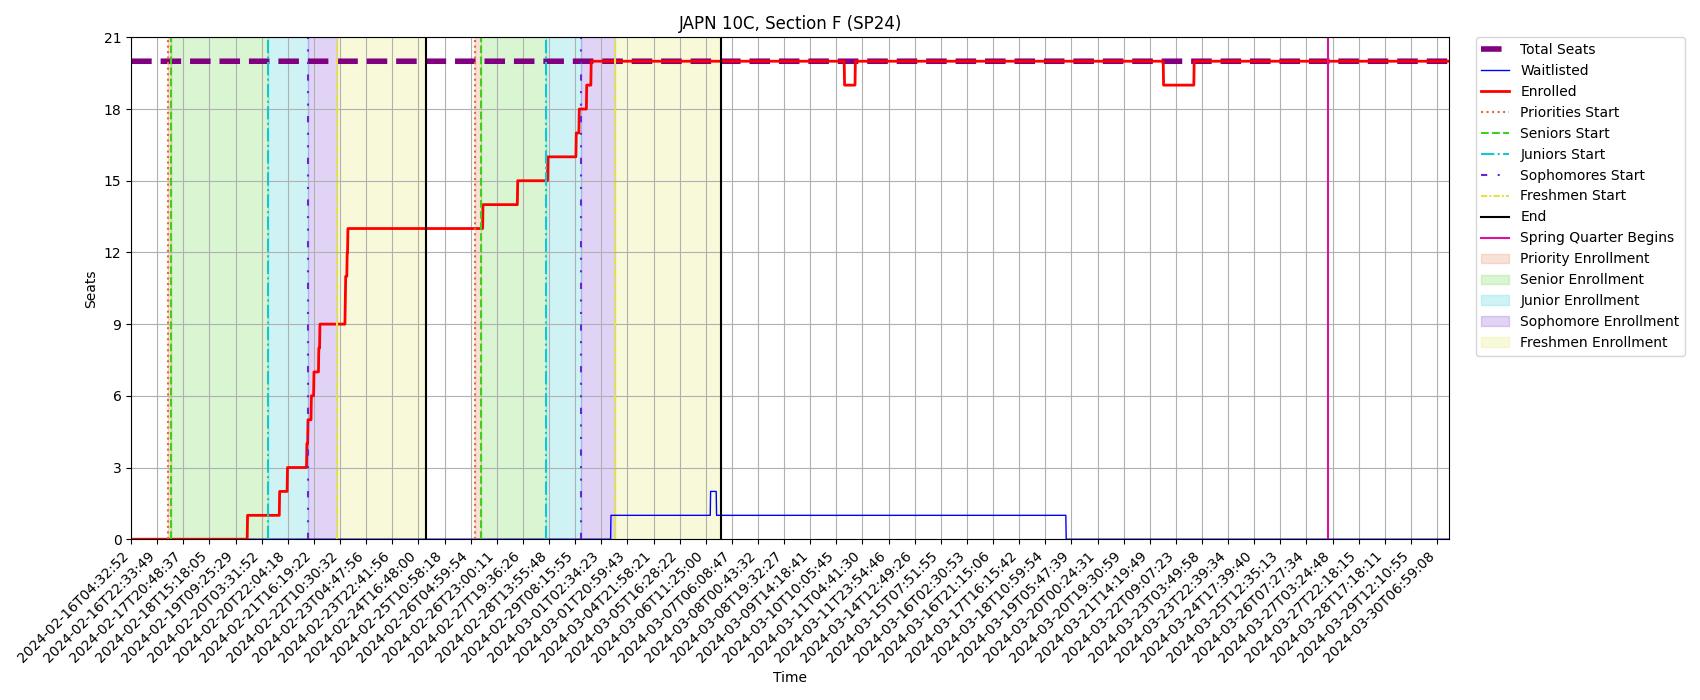 JAPN 10C, Section F (SP24)
21
18
15
12
9
6
3
0
Seats
2024-02-16T04:32:52
2024-02-16T22:33:49
2024-02-17T20:48:37
2024-02-18T15:18:05
2024-02-19T09:25:29
2024-02-20T03:31:52
2024-02-20T22:04:18
2024-02-21T16:19:22
2024-02-22T10:30:32
2024-02-23T04:47:56
2024-02-23T22:41:56
2024-02-24T16:48:00
2024-02-25T10:58:18
2024-02-26T04:59:54
2024-02-26T23:00:11
2024-02-27T19:36:26
2024-02-28T13:55:48
2024-02-29T08:15:55
2024-03-01T02:34:23
2024-03-01T20:59:43
2024-03-04T21:58:21
2024-03-05T16:28:22
2024-03-06T11:25:00
2024-03-07T06:08:47
2024-03-08T00:43:32
2024-03-08T19:32:27
2024-03-09T14:18:41
2024-03-10T10:05:45
2024-03-11T04:41:30
2024-03-11T23:54:46
2024-03-14T12:49:26
2024-03-15T07:51:55
2024-03-16T02:30:53
2024-03-16T21:15:06
2024-03-17T16:15:42
2024-03-18T10:59:54
2024-03-19T05:47:39
2024-03-20T00:24:31
2024-03-20T19:30:59
2024-03-21T14:19:49
2024-03-22T09:07:23
2024-03-23T03:49:58
2024-03-23T22:39:34
2024-03-24T17:39:40
2024-03-25T12:35:13
2024-03-26T07:27:34
2024-03-27T03:24:48
2024-03-27T22:18:15
2024-03-28T17:18:11
2024-03-29T12:10:55
2024-03-30T06:59:08
Time
Total Seats
Waitlisted
Enrolled
Priorities Start
Seniors Start
Juniors Start
Sophomores Start
Freshmen Start
End
Spring Quarter Begins
Priority Enrollment
Senior Enrollment
Junior Enrollment
Sophomore Enrollment
Freshmen Enrollment